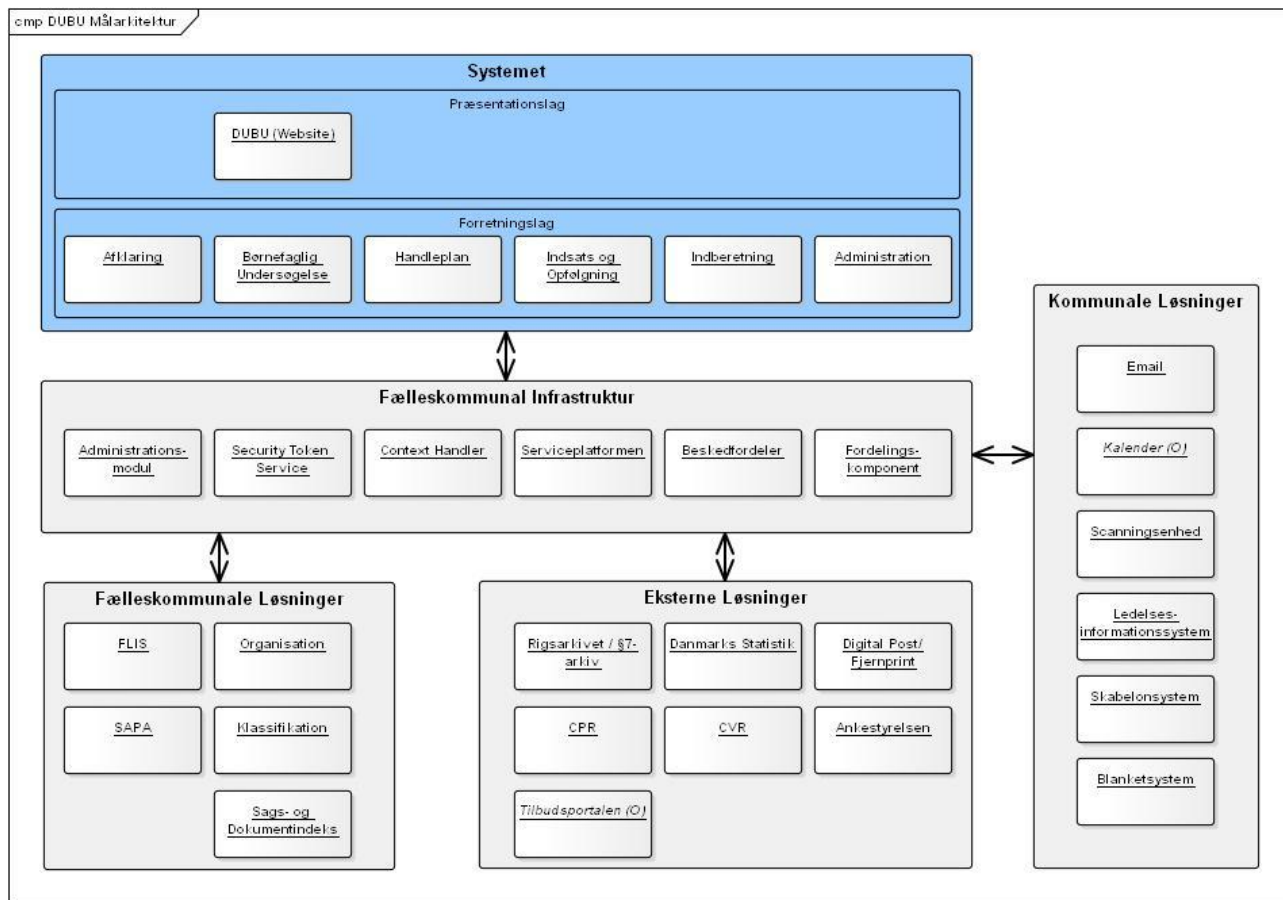 cmp DUBU Målarkitektur
Systemet
Præsentationslag
DUBU (Website)
Forretningslag
Afklaring
Børnefaglig
Undersøgelse
Handleplan
Indsats og
Opfølgning
Indberetning
Administration
Fælleskommunal Infrastruktur
Administrations-
modul
Security Token
Service
Context Handler
Serviceplatformen
Beskedfordeler
Fordelings-
komponent
Fælleskommunale Løsninger
FLIS
Organisation
SAPA
Klassifikation
Sags- og
Dokumentindeks
Eksterne Løsninger
Rigsarkivet / §7-
arkiv
Danmarks Statistik
Digital Post/
Fjernprint
CPR
CVR
Ankestyrelsen
Tilbudsportalen (O)
Kommunale Løsninger
Email
Kalender (O)
Scanningsenhed
Ledelses-
informationssystem
Skabelonsystem
Blanketsystem